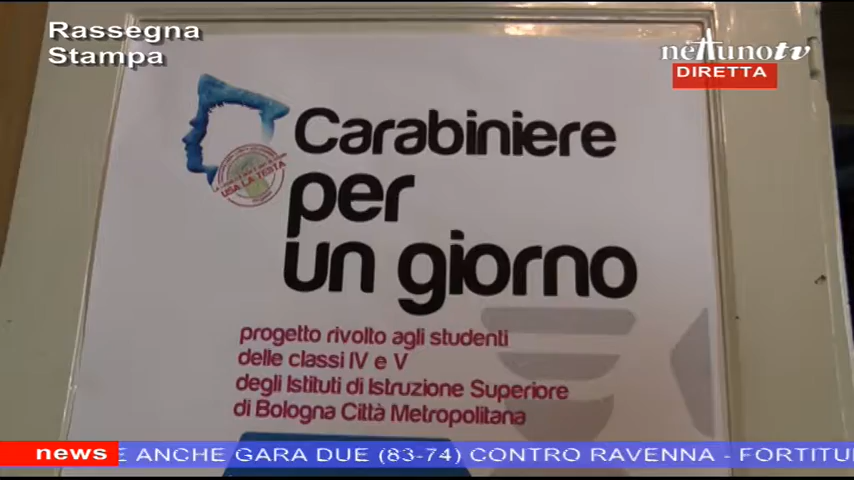 Rassegna
Stampa
nettunotv
DIRETTA
Carabiniere
per
un giorno
USA LA TESTA
progetto rivolto agli studenti
delle classi IV e V
degli Istituti di Istruzione Superiore
di Bologna Città Metropolitana
news
E ANCHE GARA DUE (83-74) CONTRO RAVENNA - FORTITU